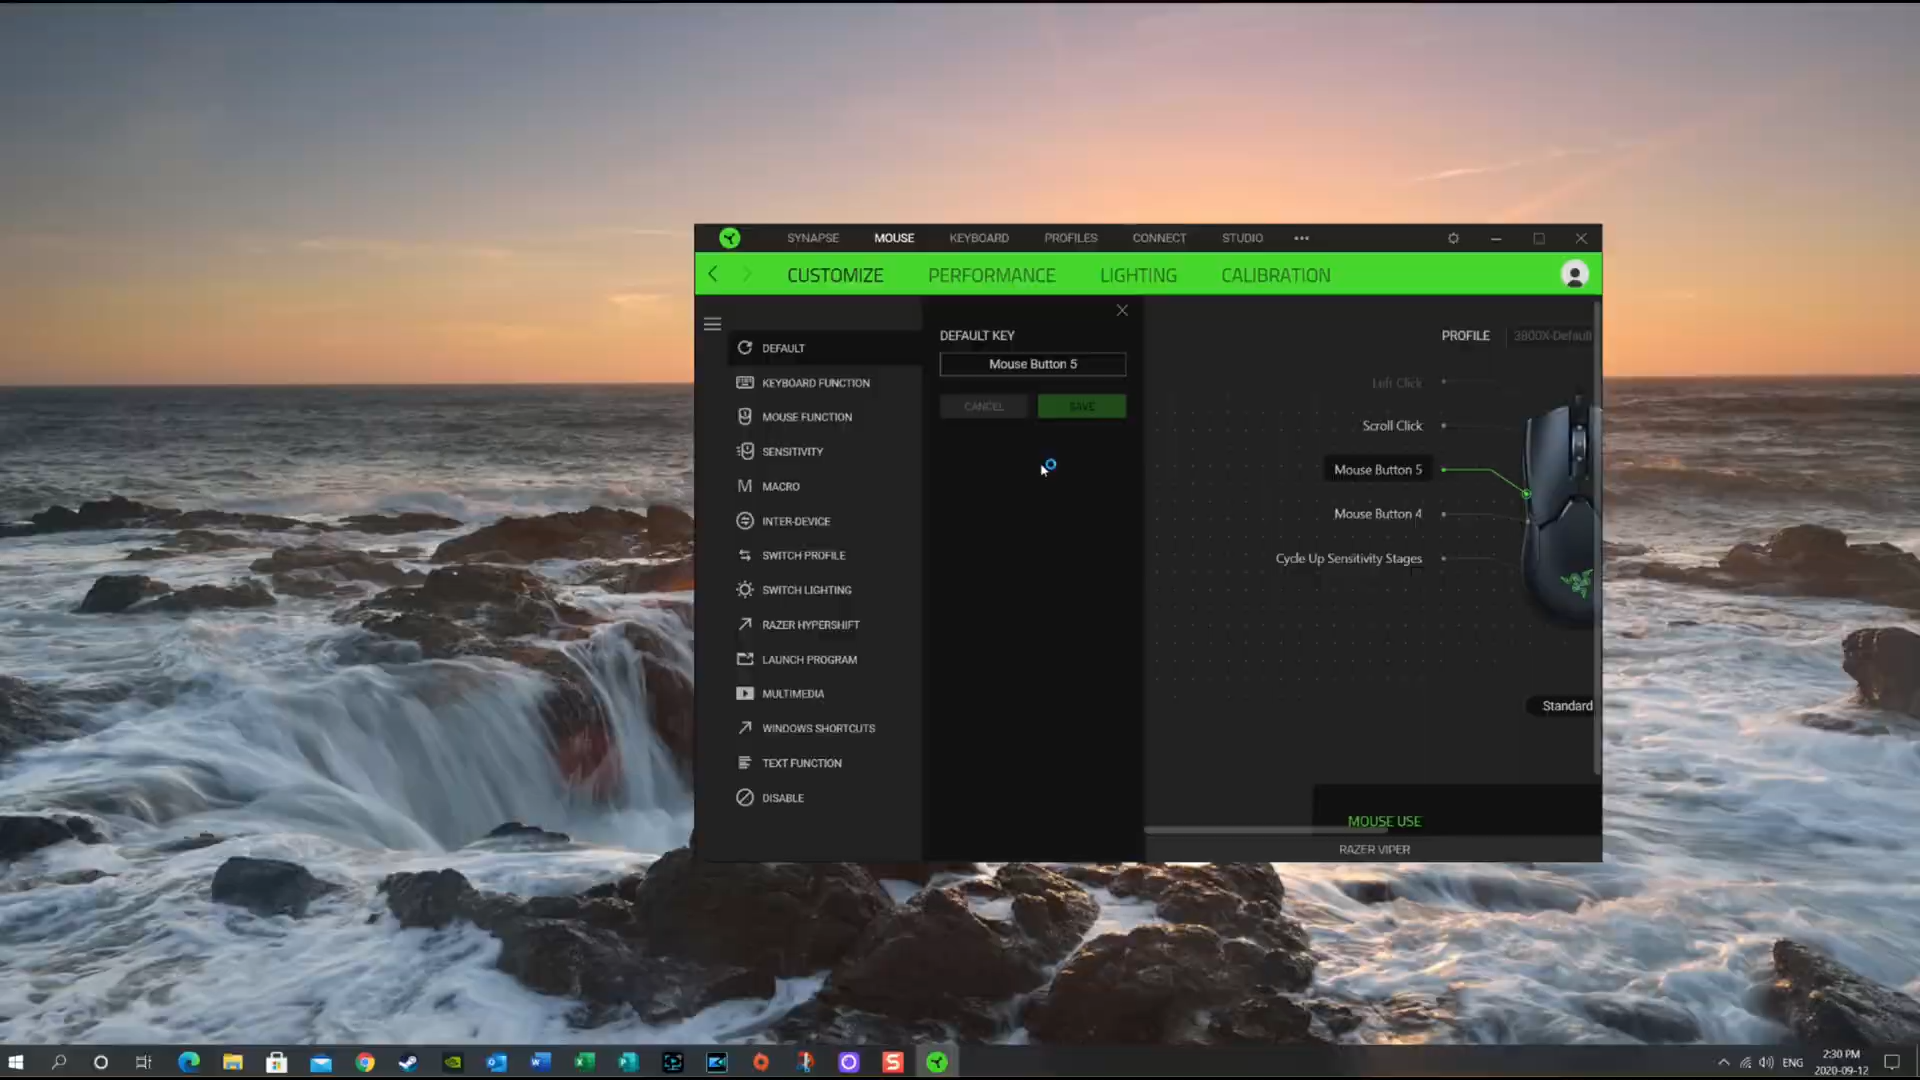 SYNAPSE MOUSE KEYBOARD PROFILES CONNECT STUDIO •••
CUSTOMIZE PERFORMANCE LIGHTING CALIBRATION
DEFAULT
KEYBOARD FUNCTION
MOUSE FUNCTION
SENSITIVITY
M MACRO
INTER-DEVICE
SWITCH PROFILE
SWITCH LIGHTING
RAZER HYPERSHIFT
LAUNCH PROGRAM
MULTIMEDIA
WINDOWS SHORTCUTS
TEXT FUNCTION
DISABLE
DEFAULT KEY
Mouse Button 5
CANCEL SAVE
PROFILE 3800X-Default
Left Click
Scroll Click
Mouse Button 5
Mouse Button 4
Cycle Up Sensitivity Stages
Standard
MOUSE USE
RAZER VIPER
ENG
2:30 PM
2020-09-12